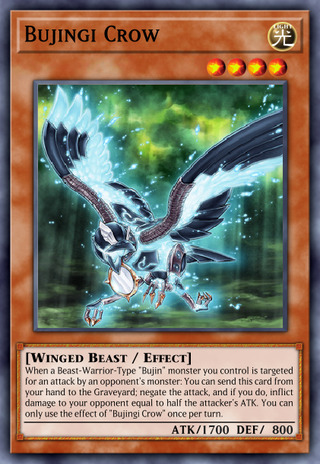 Bujingi Crow
LIGHT
光
[Winged Beast / Effect]
When a Beast-Warrior-Type "Bujin" monster you control is targeted
for an attack by an opponent's monster: You can send this card from
your hand to the Graveyard; negate the attack, and if you do, inflict
damage to your opponent equal to half the attacker's ATK. You can
only use the effect of "Bujingi Crow" once per turn.
ATK/1700 DEF/ 800